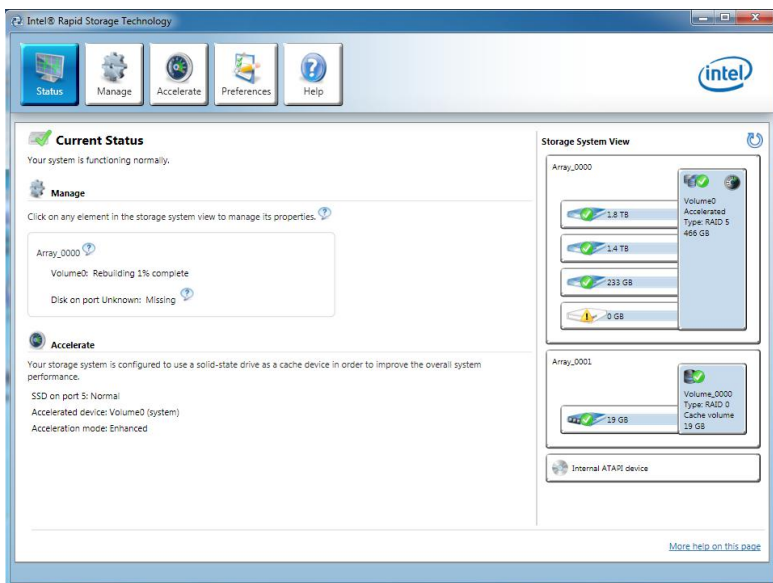 Intel® Rapid Storage Technology
Status
Manage
Accelerate
Preferences
Help
intel
Current Status
Your system is functioning normally.
Manage
Click on any element in the storage system view to manage its properties.
Array_0000
Volume0: Rebuilding 1% complete
Disk on port Unknown: Missing
Accelerate
Your storage system is configured to use a solid-state drive as a cache device in order to improve the overall system
performance.
SSD on port 5: Normal
Accelerated device: Volume0 (system)
Acceleration mode: Enhanced
Storage System View
Array_0000
1.8 TB
1.4 TB
233 GB
0 GB
Volume0
Accelerated
Type: RAID 5
466 GB
Array_0001
19 GB
Volume_0000
Type: RAID 0
Cache volume
19 GB
Internal ATAPI device
More help on this page